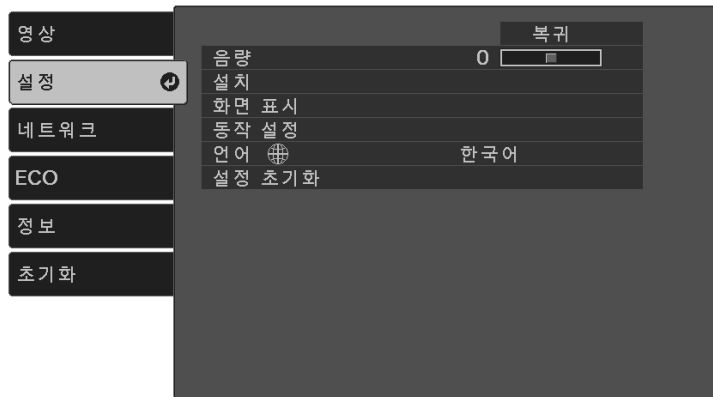 영상
설정
네트워크
ECO
정보
초기화
복귀
음량 0
설치
화면 표시
동작 설정
언어 한국어
설정 초기화